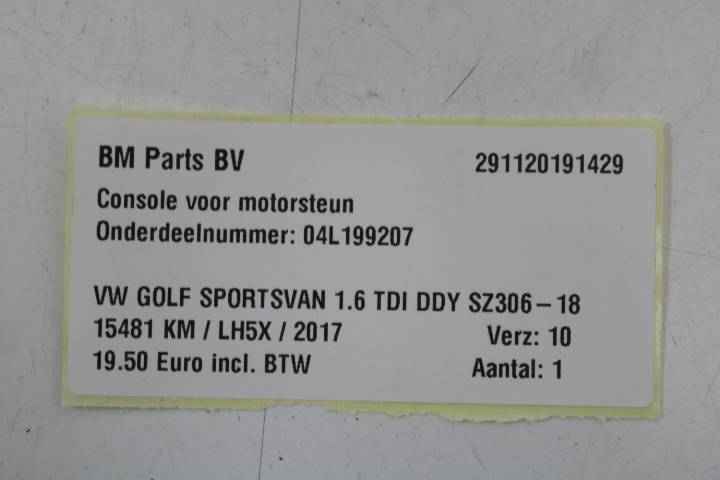 BM Parts BV 291120191429
Console voor motorsteun
Onderdeelnummer: 04L199207
VW GOLF SPORTSVAN 1.6 TDI DDY SZ306-18
15481 KM / LH5X / 2017 Verz: 10
19.50 Euro incl. BTW Aantal: 1